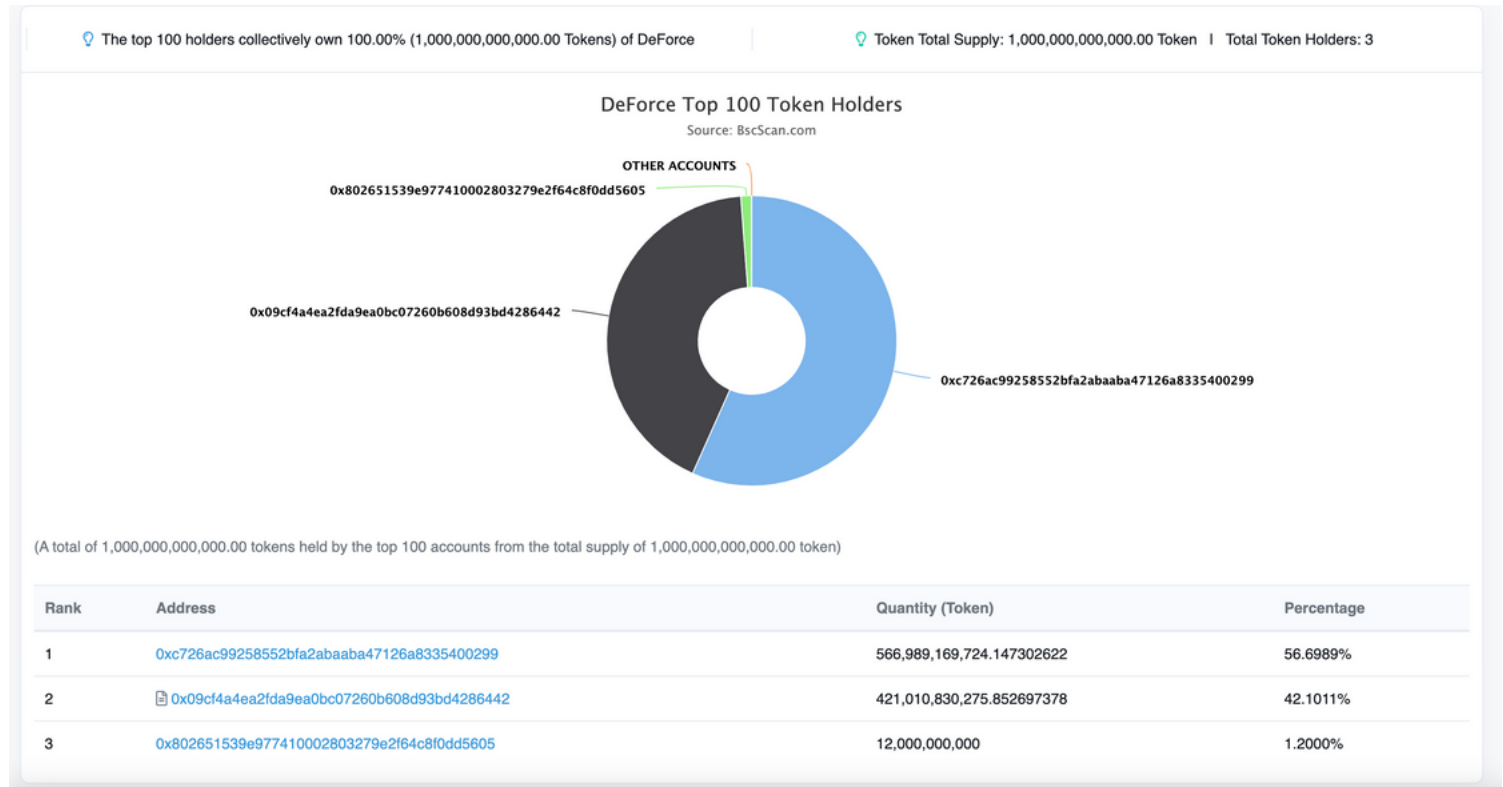 The top 100 holders collectively own 100.00% (1,000,000,000,000.00 Tokens) of DeForce
Token Total Supply: 1,000,000,000,000.00 Token | Total Token Holders: 3
DeForce Top 100 Token Holders
Source: BscScan.com
OTHER ACCOUNTS
0x802651539e977410002803279e2f64c8f0dd5605
0x09cf4a4ea2fda9ea0bc07260b608d93bd4286442
0xc726ac99258552bfa2abaaba47126a8335400299
(A total of 1,000,000,000,000.00 tokens held by the top 100 accounts from the total supply of 1,000,000,000,000.00 token)
Rank Address Quantity (Token) Percentage
1 0xc726ac99258552bfa2abaaba47126a8335400299 566,989,169,724.147302622 56.6989%
2 0x09cf4a4ea2fda9ea0bc07260b608d93bd4286442 421,010,830,275.852697378 42.1011%
3 0x802651539e977410002803279e2f64c8f0dd5605 12,000,000,000 1.2000%